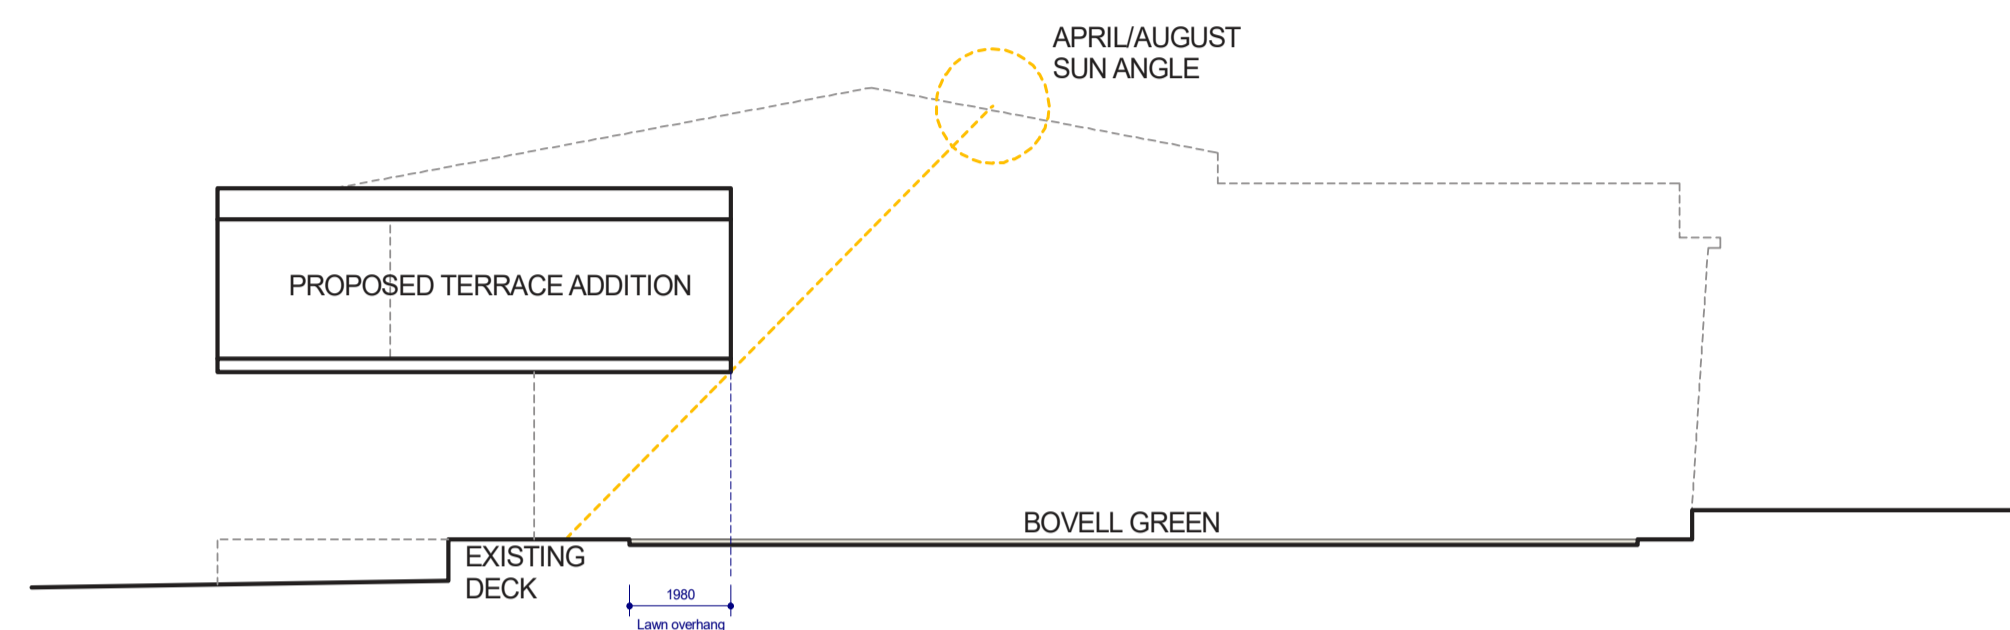 APRIL/AUGUST
SUN ANGLE
PROPOSED TERRACE ADDITION
BOVELL GREEN
EXISTING
DECK
1980
Lawn overhang